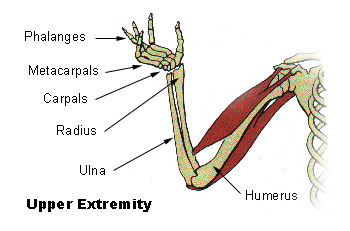 Phalanges
Metacarpals
Carpals
Radius
Ulna
Humerus
Upper Extremity